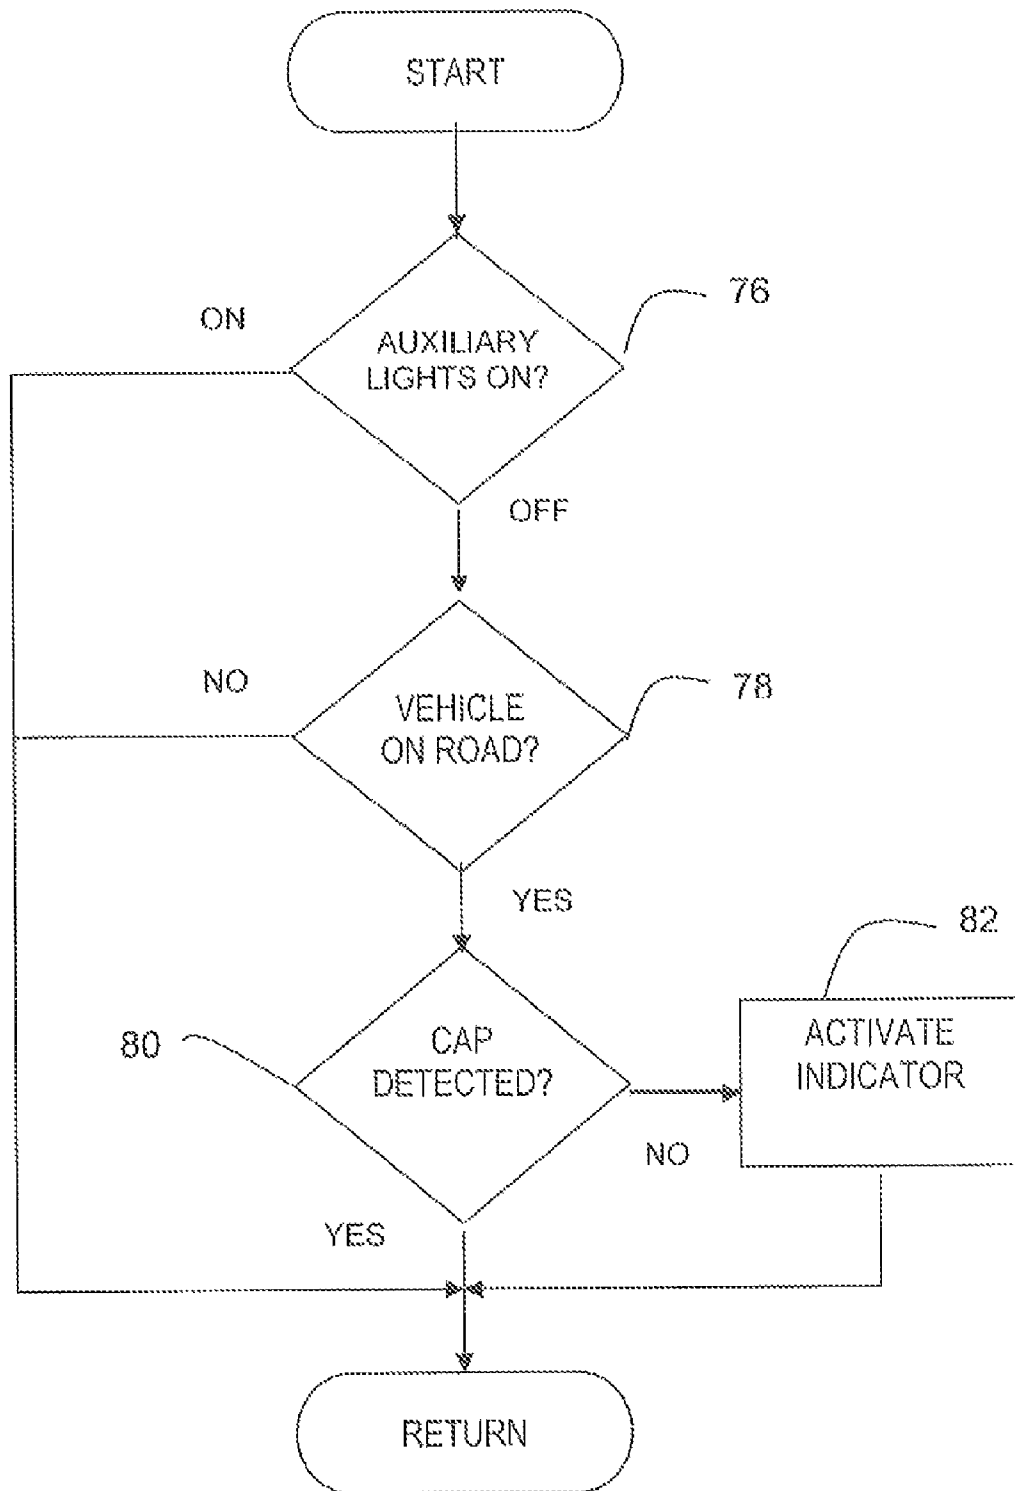 START
76
ON
AUXILIARY
LIGHTS ON?
OFF
NO
78
VEHICLE
ON ROAD?
YES
82
80
CAP
DETECTED?
ACTIVATE
INDICATOR
NO
YES
RETURN